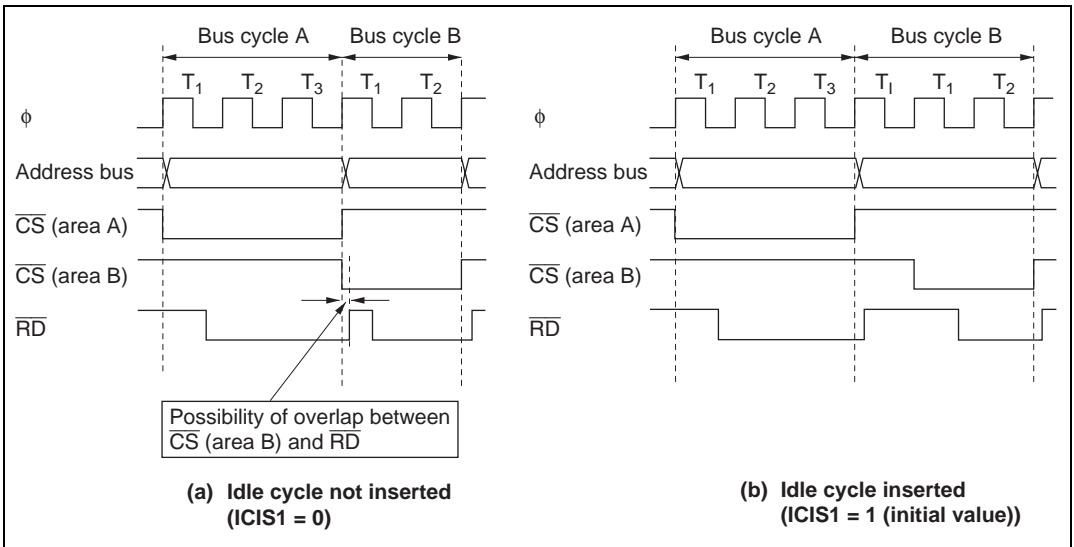 Bus cycle A Bus cycle B
T1 T2 T3 T1 T2
φ
Address bus
CS (area A)
CS (area B)
RD
Possibility of overlap between
CS (area B) and RD
(a) Idle cycle not inserted
(ICIS1 = 0)
Bus cycle A Bus cycle B
T1 T2 T3 TI T1 T2
φ
Address bus
CS (area A)
CS (area B)
RD
(b) Idle cycle inserted
(ICIS1 = 1 (initial value))